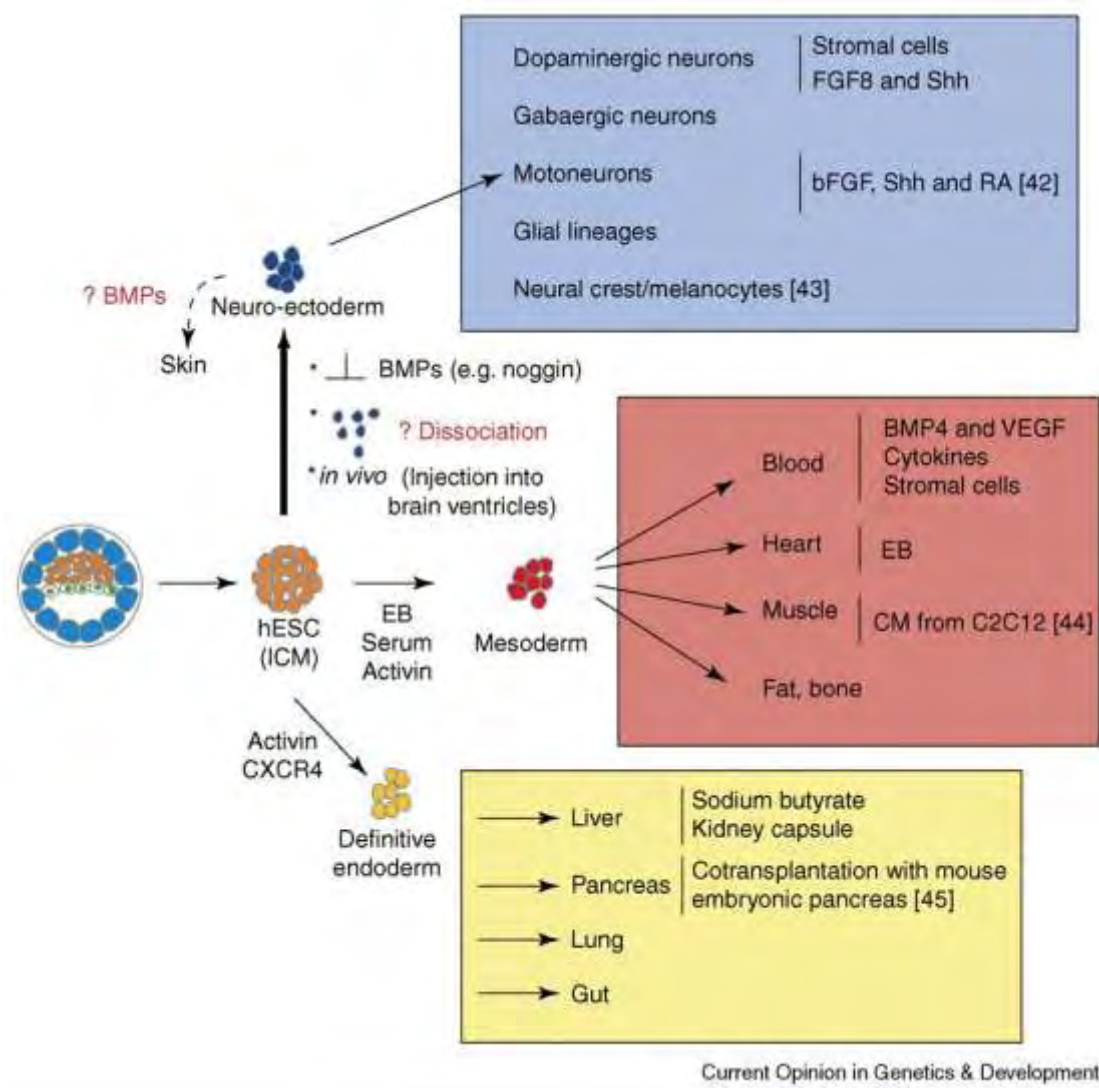 Dopaminergic neurons
Stromal cells
FGF8 and Shh
Gabaergic neurons
Motoneurons
bFGF, Shh and RA [42]
Glial lineages
Neural crest/melanocytes [43]
? BMPs
Neuro-ectoderm
Skin
• BMPs (e.g. noggin)
• ? Dissociation
• in vivo (Injection into
brain ventricles)
Blood
BMP4 and VEGF
Cytokines
Stromal cells
Heart
EB
Muscle
CM from C2C12 [44]
Fat, bone
hESC
(ICM)
EB
Serum
Activin
Mesoderm
Activin
CXCR4
Definitive
endoderm
Liver
Sodium butyrate
Kidney capsule
Pancreas
Cotransplantation with mouse
embryonic pancreas [45]
Lung
Gut
Current Opinion in Genetics & Development